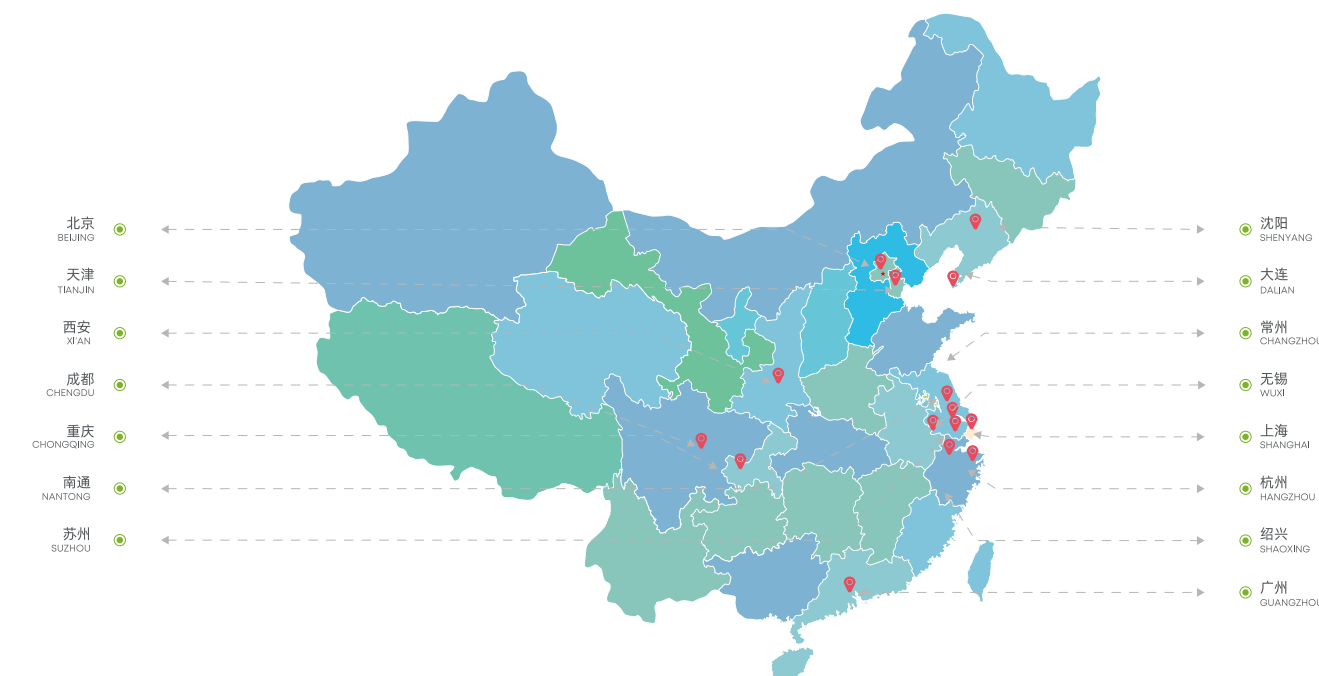 北京
BEIJING
天津
TIANJIN
西安
XI'AN
成都
CHENGDU
重庆
CHONGQING
南通
NANTONG
苏州
SUZHOU
沈阳
SHENYANG
大连
DALIAN
常州
CHANGZHOU
无锡
WUXI
上海
SHANGHAI
杭州
HANGZHOU
绍兴
SHAOXING
广州
GUANGZHOU